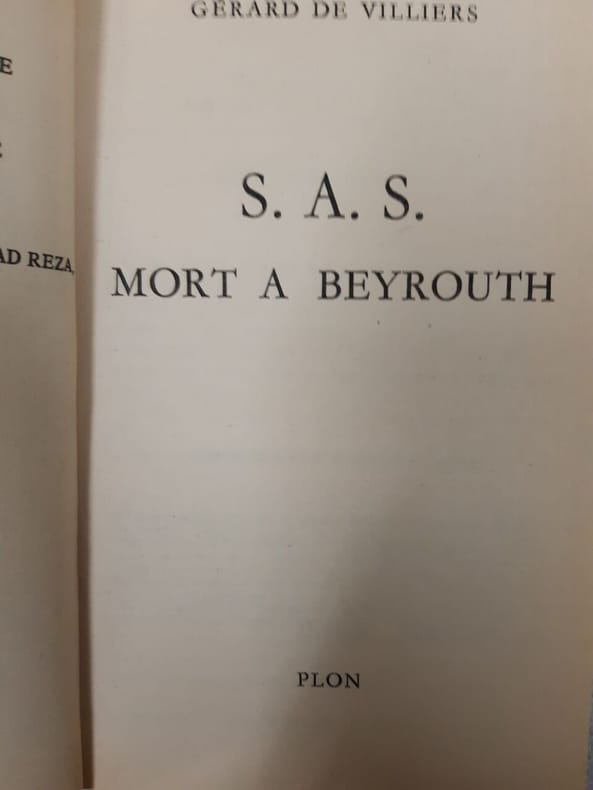 E
AD REZA,
GÉRARD DE VILLIERS
S. A. S.
MORT A BEYROUTH
PLON